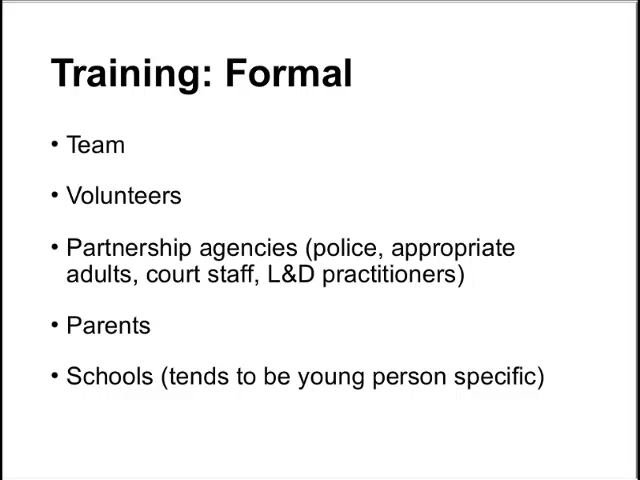 Training: Formal
• Team
• Volunteers
• Partnership agencies (police, appropriate
adults, court staff, L&D practitioners)
• Parents
• Schools (tends to be young person specific)